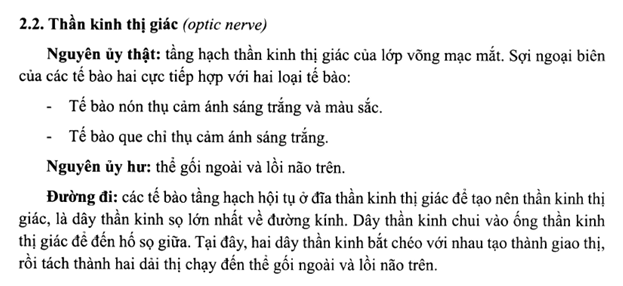 2.2. Thần kinh thị giác (optic nerve)
Nguyên ủy thật: tầng hạch thần kinh thị giác của lớp võng mạc mắt. Sợi ngoại biên
của các tế bào hai cực tiếp hợp với hai loại tế bào:
- Tế bào nón thụ cảm ánh sáng trắng và màu sắc.
- Tế bào que chỉ thụ cảm ánh sáng trắng.
Nguyên ủy hư: thể gối ngoài và lồi não trên.
Đường đi: các tế bào tầng hạch hội tụ ở đĩa thần kinh thị giác để tạo nên thần kinh thị
giác, là dây thần kinh sọ lớn nhất về đường kính. Dây thần kinh chui vào ống thần kinh
thị giác để đến hố sọ giữa. Tại đây, hai dây thần kinh bắt chéo với nhau tạo thành giao thị,
rồi tách thành hai dải thị chạy đến thể gối ngoài và lồi não trên.